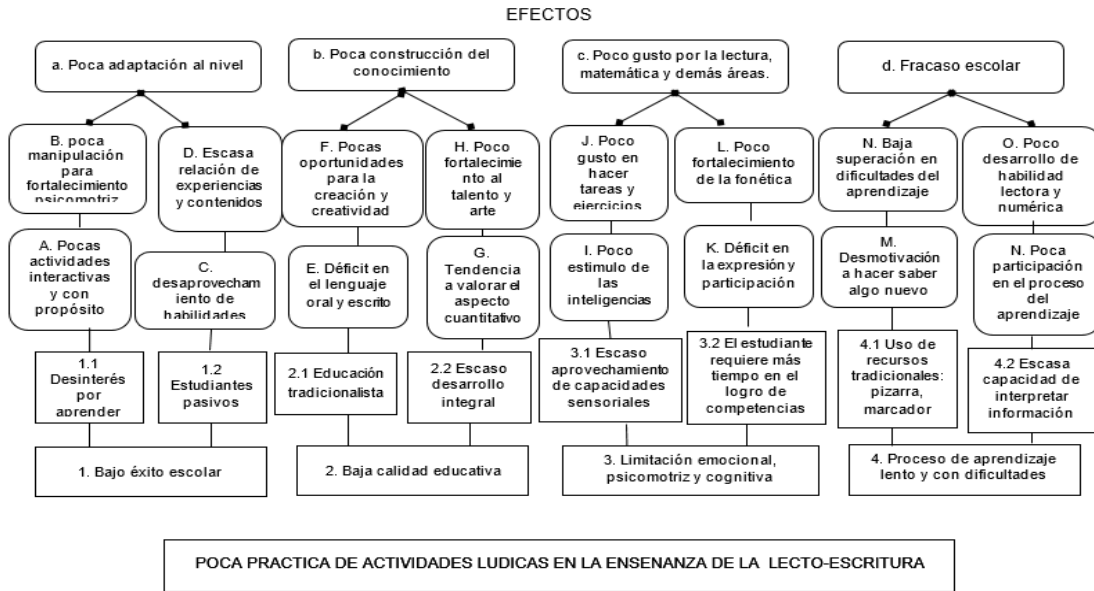 EFECTOS
a. Poca adaptación al nivel
b. Poca construcción del
conocimiento
c. Poco gusto por la lectura,
matemática y demás áreas.
d. Fracaso escolar
B. poca
manipulación
para
fortalecimiento
psicomotriz
D. Escasa
relación de
experiencias
y contenidos
F. Pocas
oportunidades
para la
creación y
creatividad
H. Poco
fortalecimie
nto al
talento y
arte
J. Poco
gusto en
hacer
tareas y
ejercicios
L. Poco
fortalecimiento
de la fonética
N. Baja
superación en
dificultades del
aprendizaje
O. Poco
desarrollo de
habilidad
lectora y
numérica
A. Pocas
actividades
interactivas
y con
propósito
C.
desaprovecham
iento de
habilidades
E. Déficit en
el lenguaje
oral y escrito
G.
Tendencia
a valorar el
aspecto
cuantitativo
I. Poco
estimulo de
las
inteligencias
K. Déficit en
la expresión y
participación
M.
Desmotivación
a hacer saber
algo nuevo
N. Poca
participación
en el proceso
del
aprendizaje
1.1
Desinterés
por
aprender
1.2
Estudiantes
pasivos
2.1 Educación
tradicionalista
2.2 Escaso
desarrollo
integral
3.1 Escaso
aprovechamiento
de capacidades
sensoriales
3.2 El estudiante
requiere más
tiempo en el
logro de
competencias
4.1 Uso de
recursos
tradicionales:
pizarra,
marcador
4.2 Escasa
capacidad de
interpretar
información
1. Bajo éxito escolar
2. Baja calidad educativa
3. Limitación emocional,
psicomotriz y cognitiva
4. Proceso de aprendizaje
lento y con dificultades
POCA PRACTICA DE ACTIVIDADES LUDICAS EN LA ENSENANZA DE LA LECTO-ESCRITURA